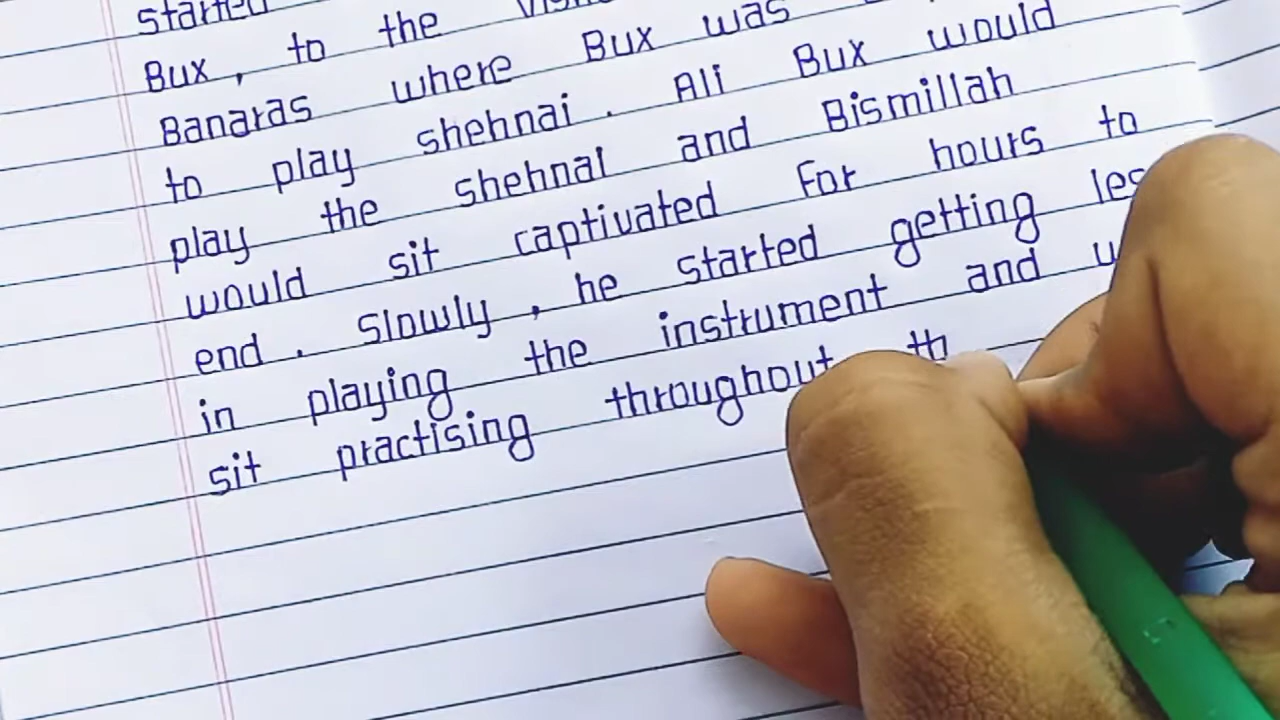 started
Bux, to the
Banaras where Bux was
to play shehnai. Ali Bux would
play the shehnai and Bismillah
would sit captivated for hours to
end. Slowly, he started getting
in playing the instrument and
sit practising throughout